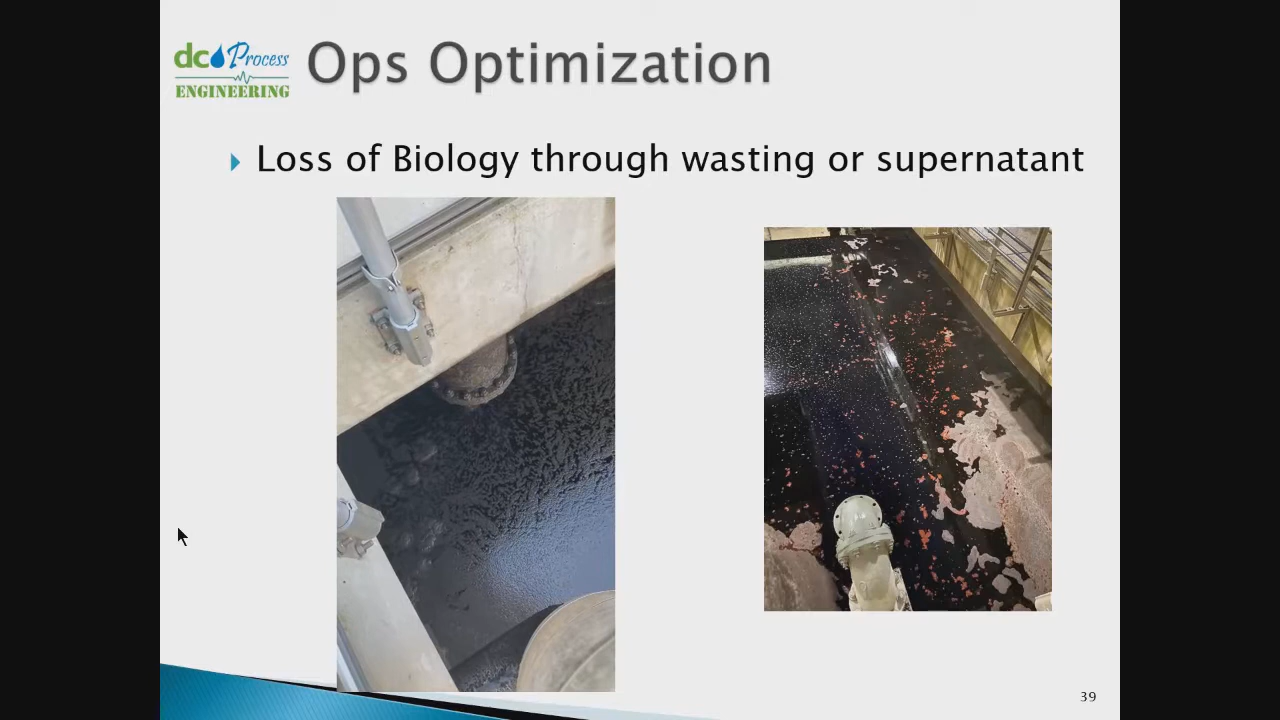 dc Process
ENGINEERING
Ops Optimization
Loss of Biology through wasting or supernatant
39